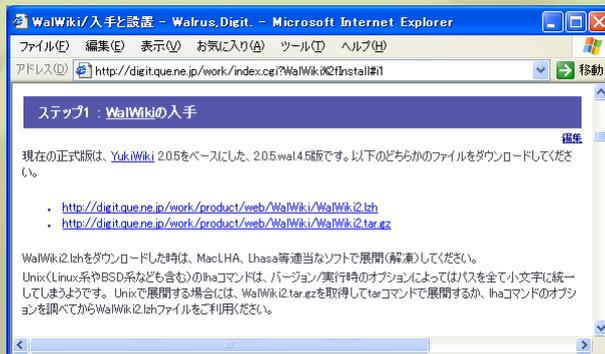 WalWiki/入手と設置 - Walrus,Digit. - Microsoft Internet Explorer
ファイル(F) 編集(E) 表示(V) お気に入り(A) ツール(T) ヘルプ(H)
アドレス(D) http://digit.que.ne.jp/work/index.cgi?WalWiki%2fInstall#i1 移動
ステップ1 : WalWikiの入手
編集
現在の正式版は、YukiWiki 2.0.5をベースにした、2.0.5.wal.4.5版です。以下のどちらかのファイルをダウンロードしてくださ
い。
http://digit.que.ne.jp/work/product/web/WalWiki/WalWiki2.lzh
http://digit.que.ne.jp/work/product/web/WalWiki/WalWiki2.tar.gz
WalWiki2.lzhをダウンロードした時は、MacLHA、Lhasa等適当なソフトで展開(解凍)してください。
Unix(Linux系やBSD系なども含む)のlhaコマンドは、バージョン/実行時のオプションによってはパスを全て小文字に統一
してしまうようです。 Unixで展開する場合には、WalWiki2.tar.gzを取得してtarコマンドで展開するか、lhaコマンドのオプシ
ョンを調べてからWalWiki2.lzhファイルをご利用ください。